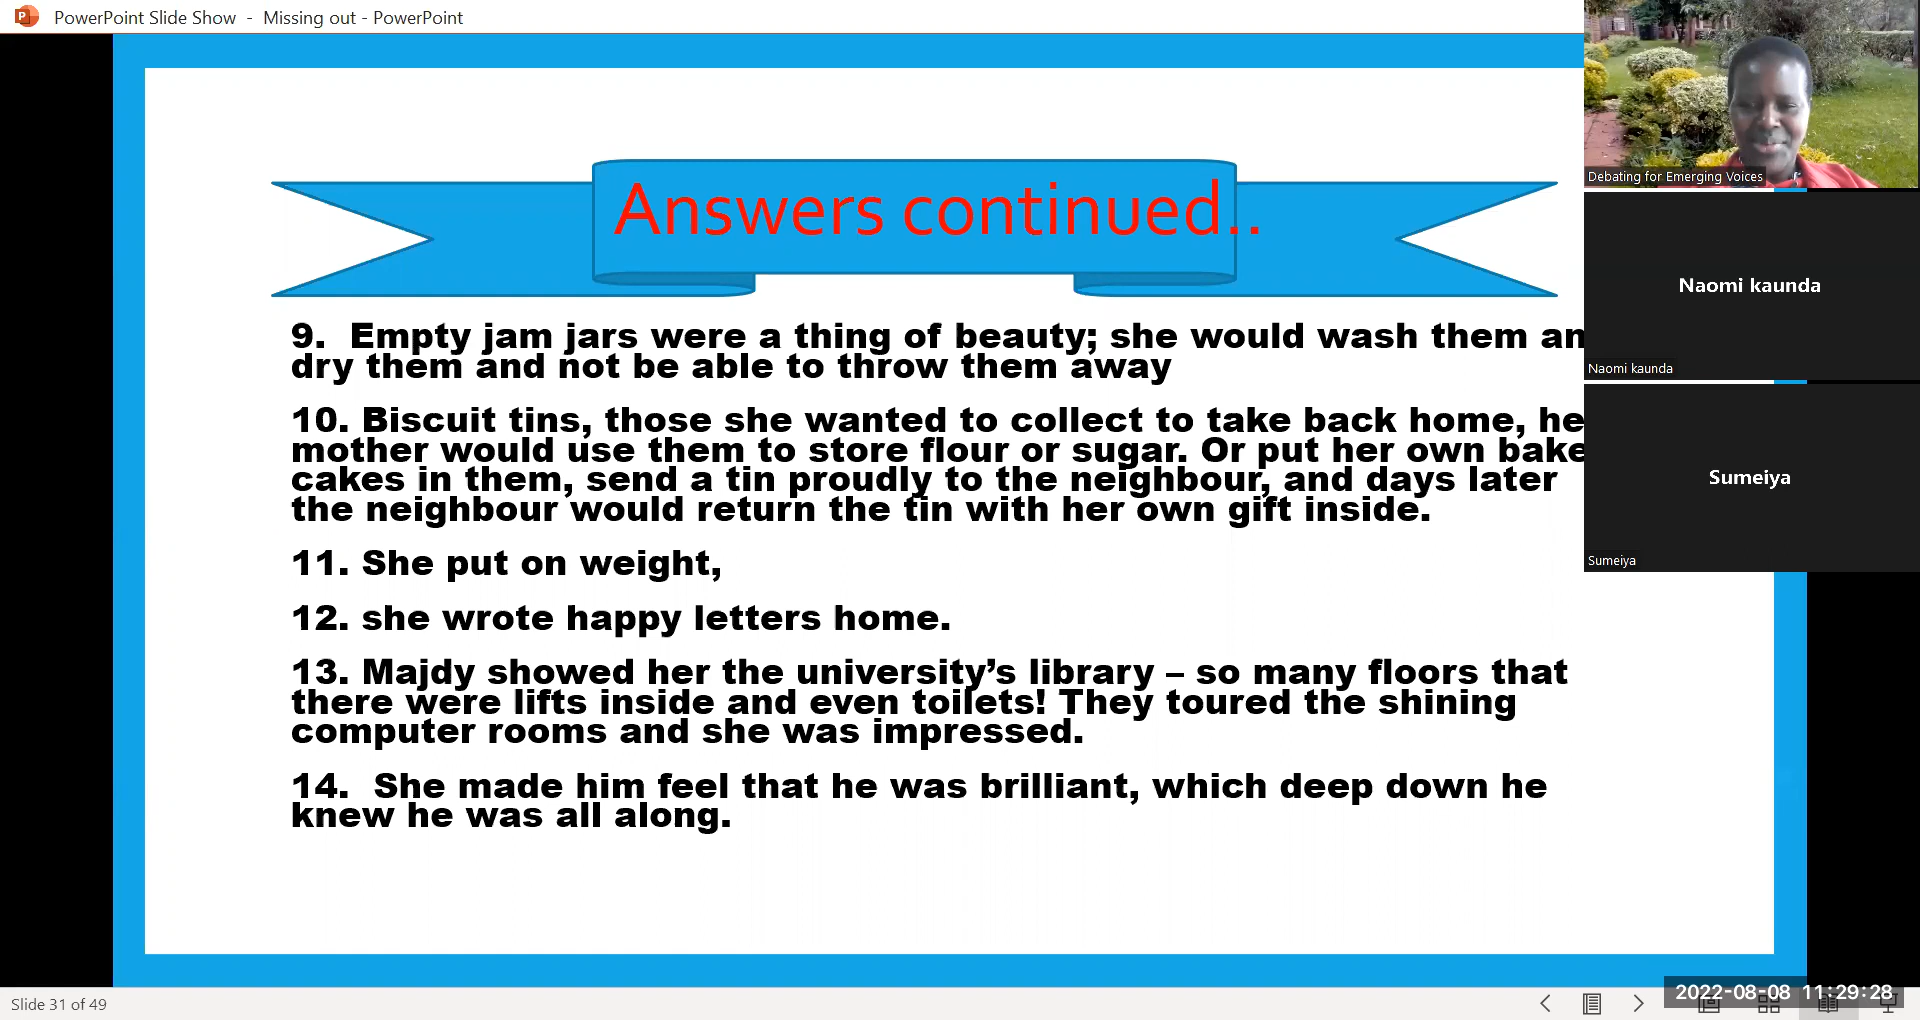 PowerPoint Slide Show - Missing out - PowerPoint
Answers continued..
9. Empty jam jars were a thing of beauty; she would wash them an
dry them and not be able to throw them away
10. Biscuit tins, those she wanted to collect to take back home, he
mother would use them to store flour or sugar. Or put her own bake
cakes in them, send a tin proudly to the neighbour, and days later
the neighbour would return the tin with her own gift inside.
11. She put on weight,
12. she wrote happy letters home.
13. Majdy showed her the university’s library – so many floors that
there were lifts inside and even toilets! They toured the shining
computer rooms and she was impressed.
14. She made him feel that he was brilliant, which deep down he
knew he was all along.
Debating for Emerging Voices
Naomi kaunda
Naomi kaunda
Sumeiya
Sumeiya
Slide 31 of 49
2022-08-08 11:29:28